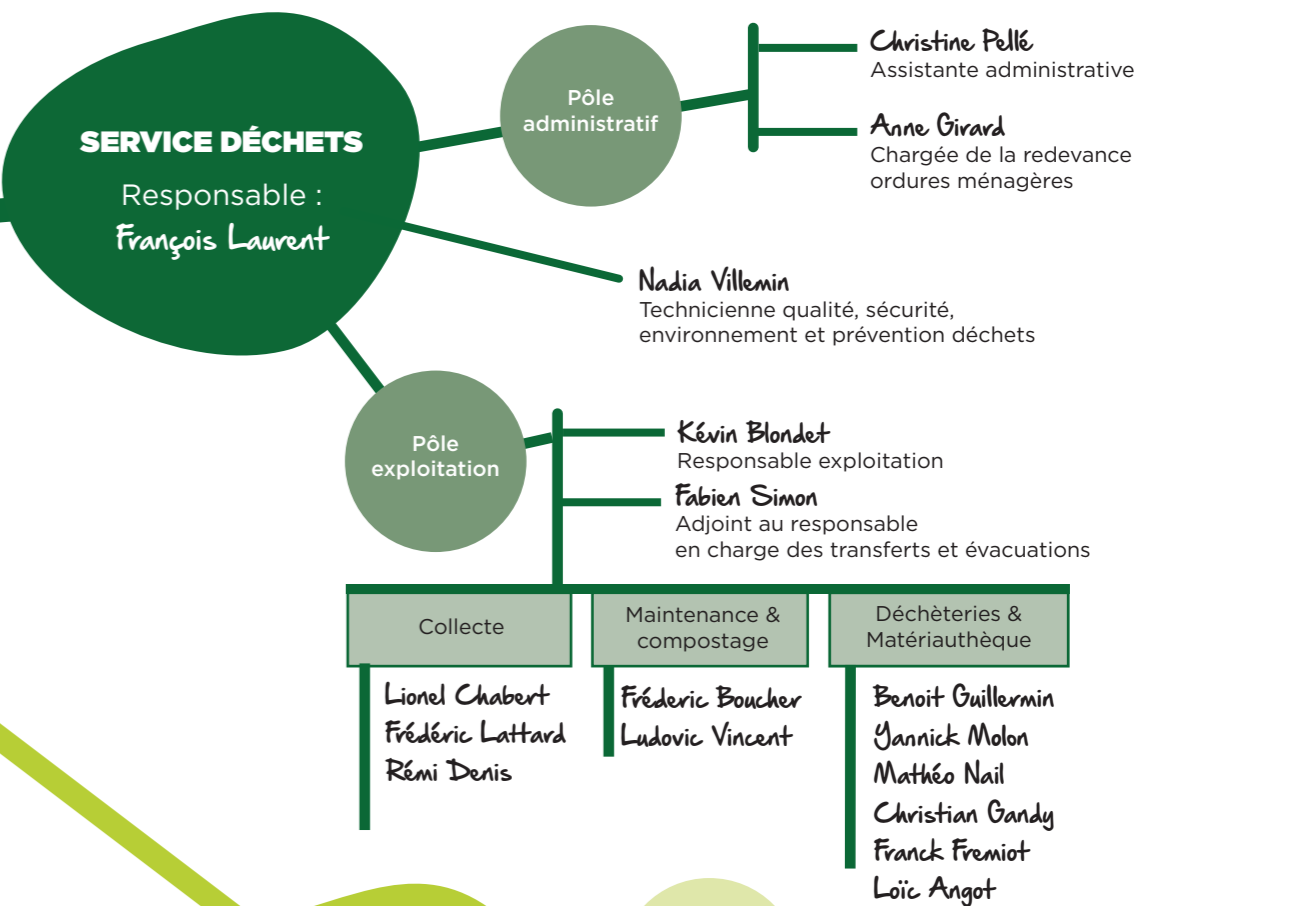 SERVICE DÉCHETS
Responsable :
François Laurent
Pôle
administratif
Christine Pellé
Assistante administrative
Anne Girard
Chargée de la redevance
ordures ménagères
Nadia Villemin
Technicienne qualité, sécurité,
environnement et prévention déchets
Pôle
exploitation
Kévin Blondet
Responsable exploitation
Fabien Simon
Adjoint au responsable
en charge des transferts et évacuations
Collecte
Lionel Chabert
Frédéric Lattard
Rémi Denis
Maintenance &
compostage
Fréderic Boucher
Ludovic Vincent
Déchèteries &
Matériauthèque
Benoit Guillermin
Yannick Molon
Mathéo Nail
Christian Gandy
Franck Fremiot
Loïc Angot